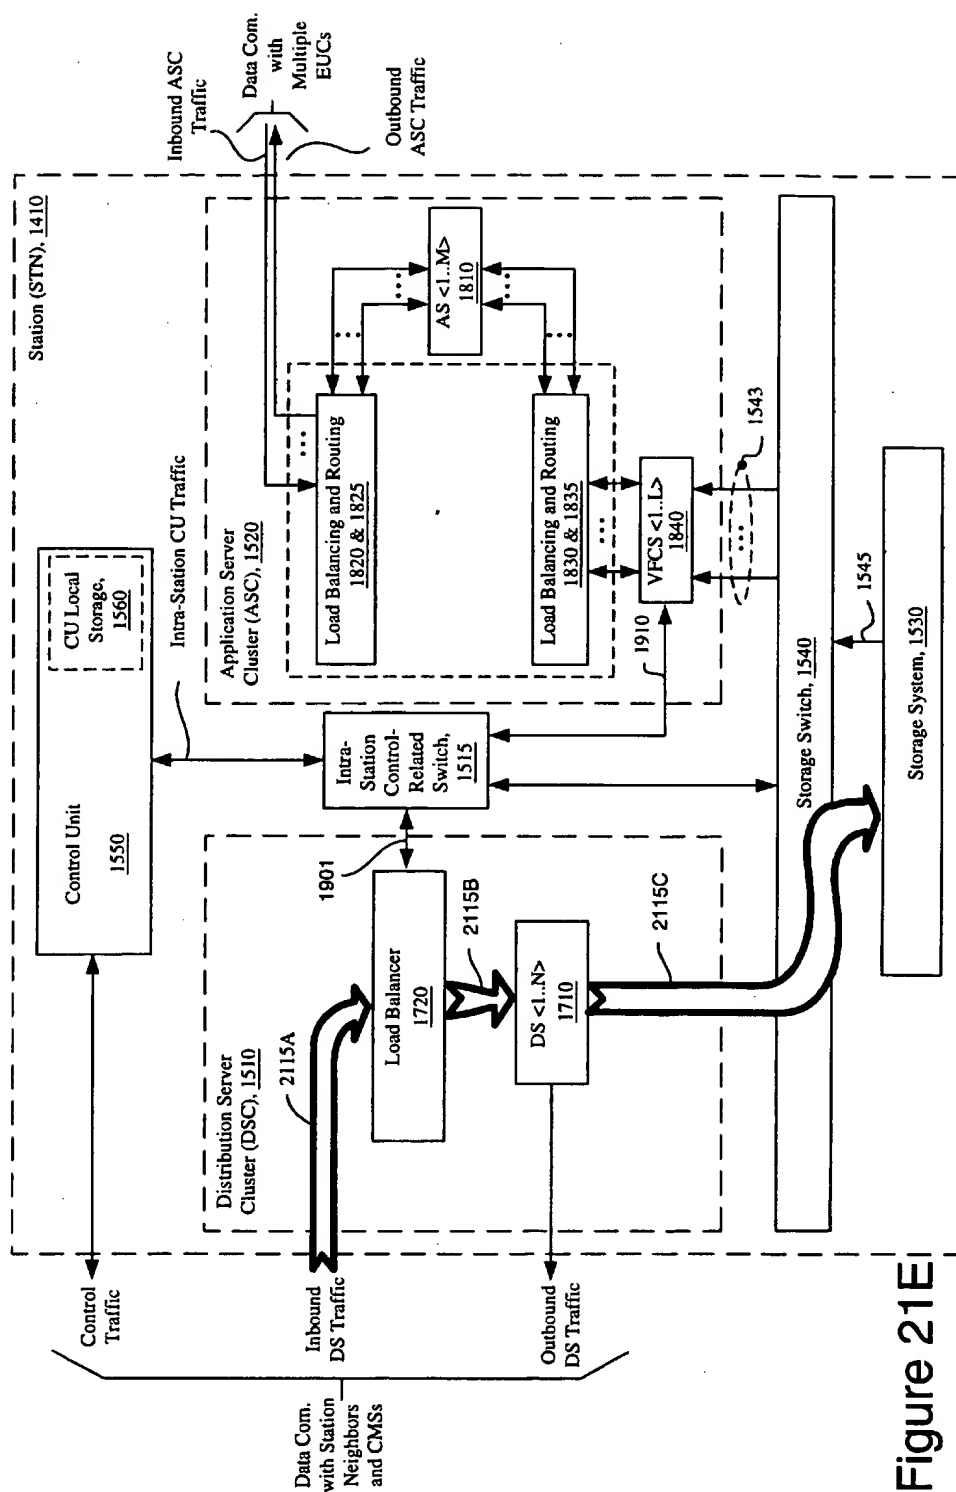 Station (STN), 1410
Control
Traffic
Control Unit
1550
CU Local
Storage,
1560
Intra-Station CU Traffic
Inbound ASC
Traffic
Data Com.
with
Multiple
EUCs
Outbound
ASC Traffic
Data Com.
with Station
Neighbors
and CMSs
Inbound
DS Traffic
Outbound
DS Traffic
Distribution Server
Cluster (DSC), 1510
2115A
Load Balancer
1720
2115B
DS <1..N>
1710
2115C
1901
Intra-
Station
Control-
Related
Switch,
1515
1910
Application Server
Cluster (ASC), 1520
Load Balancing and Routing
1820 & 1825
AS <1..M>
1810
Load Balancing and Routing
1830 & 1835
VFCS <1..L>
1840
1543
Storage Switch, 1540
1545
Storage System, 1530
Figure 21E